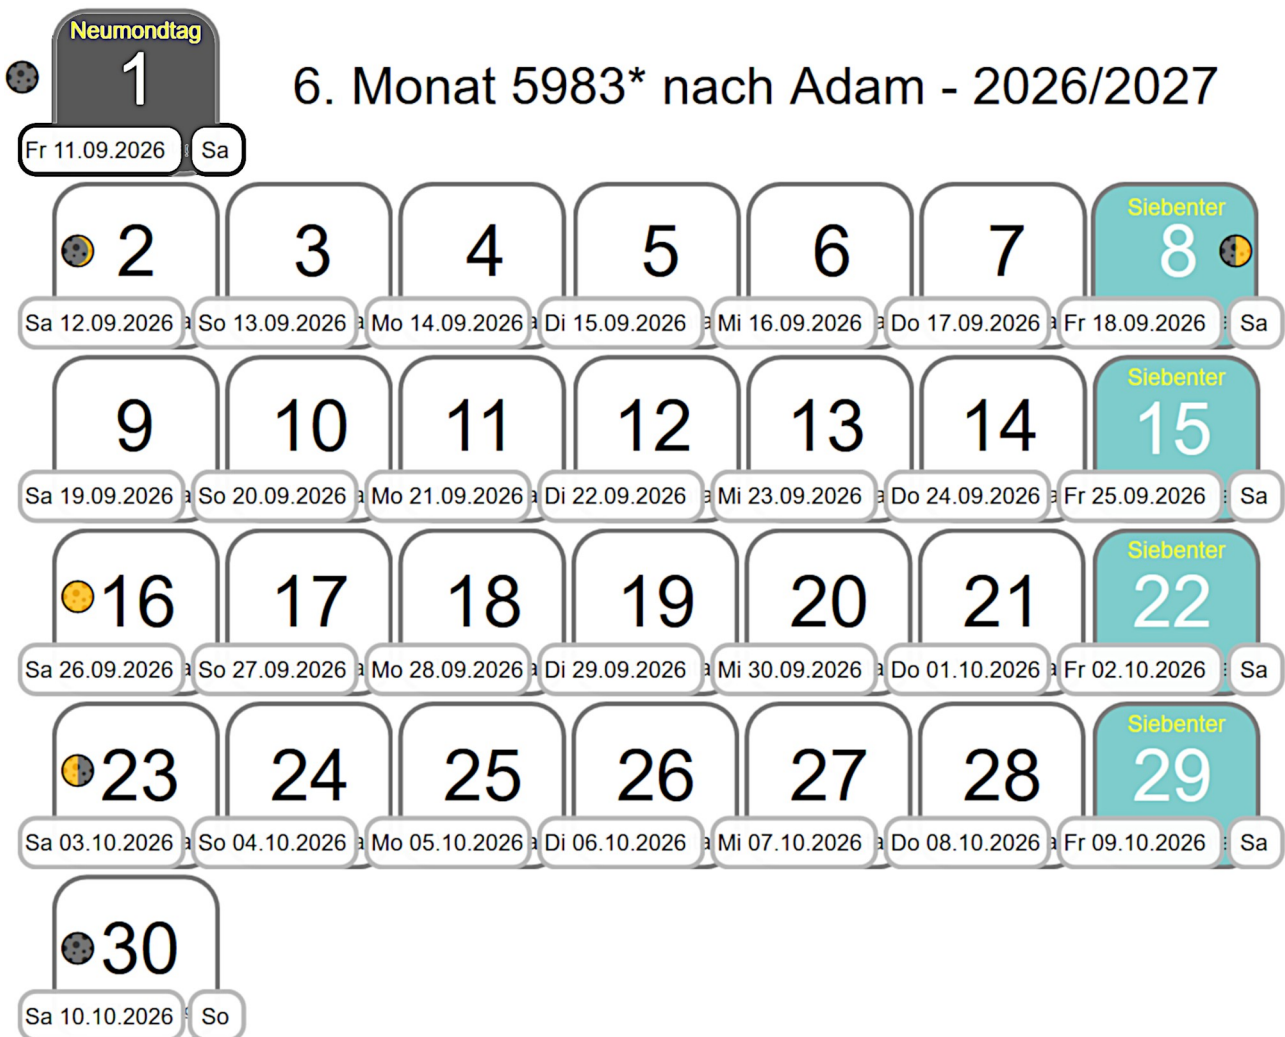 Neumondtag
1
6. Monat 5983* nach Adam - 2026/2027
Fr 11.09.2026 Sa
2 3 4 5 6 7 Siebenter 8
Sa 12.09.2026 So 13.09.2026 Mo 14.09.2026 Di 15.09.2026 Mi 16.09.2026 Do 17.09.2026 Fr 18.09.2026 Sa
9 10 11 12 13 14 Siebenter 15
Sa 19.09.2026 So 20.09.2026 Mo 21.09.2026 Di 22.09.2026 Mi 23.09.2026 Do 24.09.2026 Fr 25.09.2026 Sa
16 17 18 19 20 21 Siebenter 22
Sa 26.09.2026 So 27.09.2026 Mo 28.09.2026 Di 29.09.2026 Mi 30.09.2026 Do 01.10.2026 Fr 02.10.2026 Sa
23 24 25 26 27 28 Siebenter 29
Sa 03.10.2026 So 04.10.2026 Mo 05.10.2026 Di 06.10.2026 Mi 07.10.2026 Do 08.10.2026 Fr 09.10.2026 Sa
30
Sa 10.10.2026 So